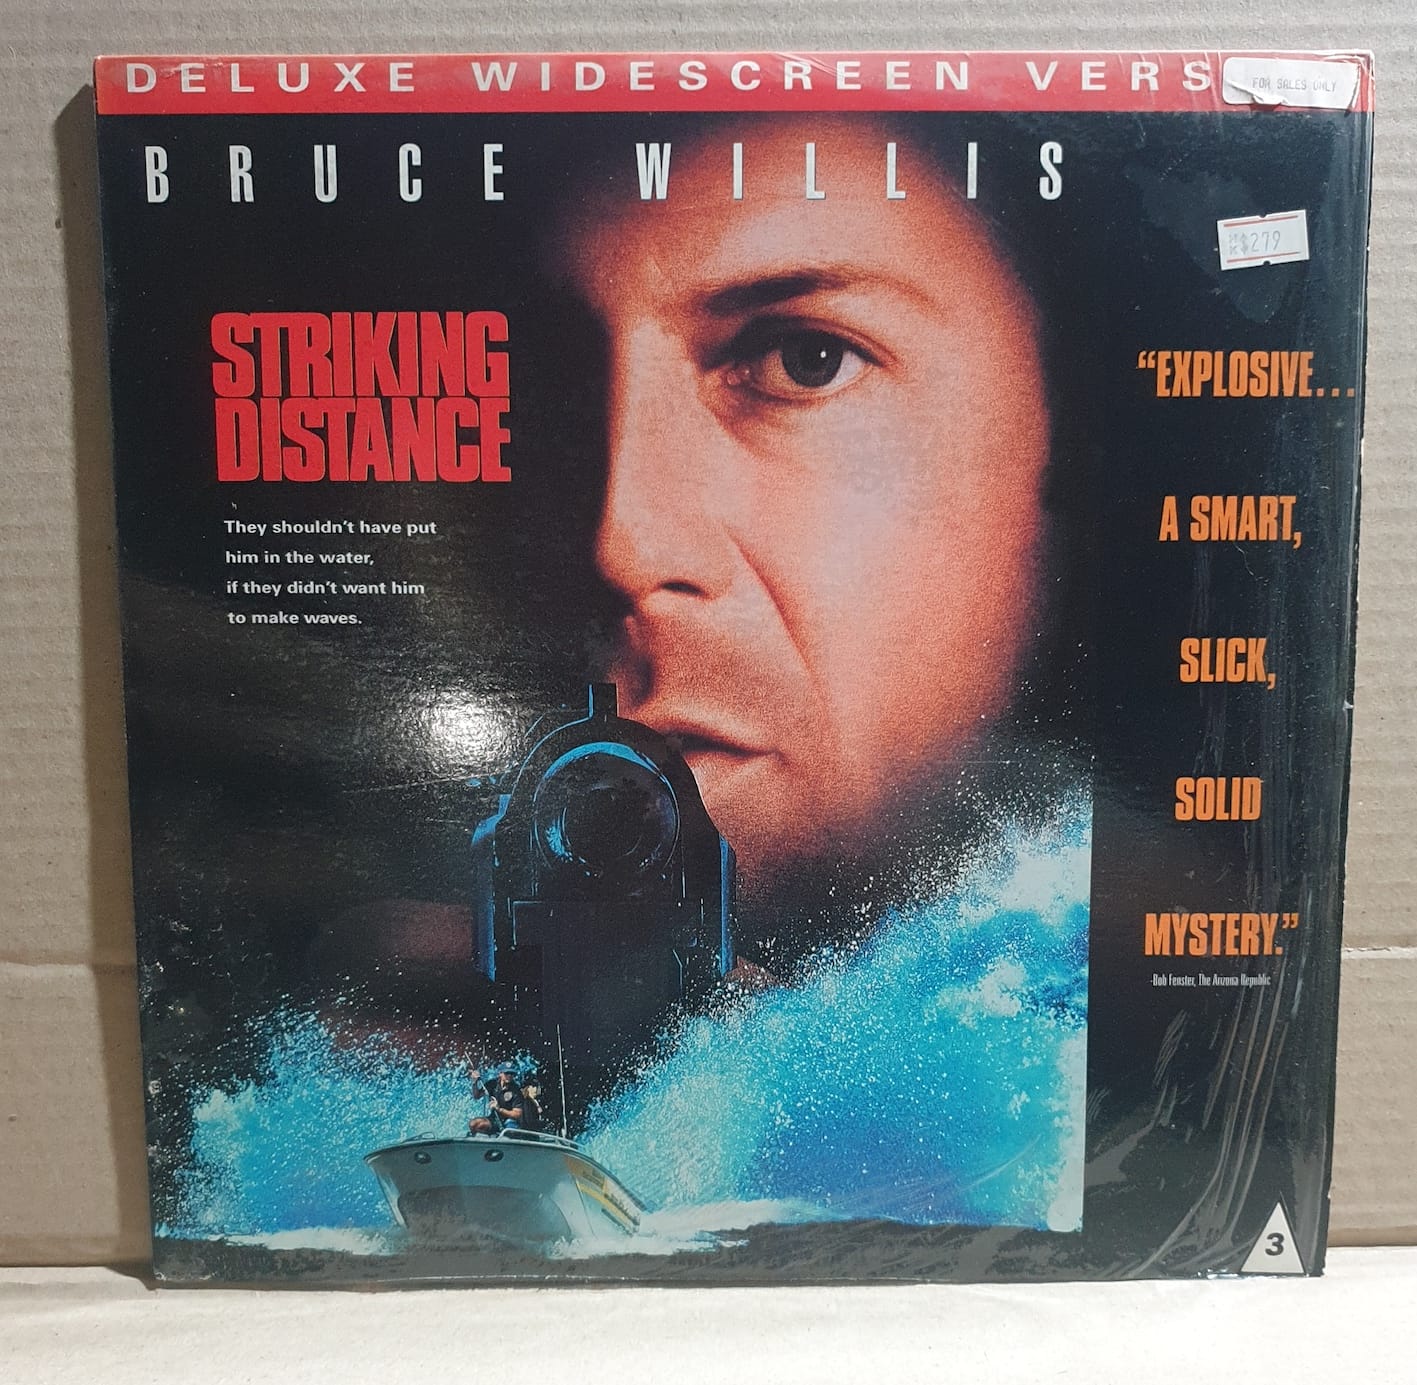 DELUXE WIDESCREEN VERS
FOR SALES ONLY
BRUCE WILLIS
HK$279
STRIKING
DISTANCE
They shouldn't have put
him in the water,
if they didn't want him
to make waves.
“EXPLOSIVE...
A SMART,
SLICK,
SOLID
MYSTERY.”
-Bob Fenster, The Arizona Republic
3